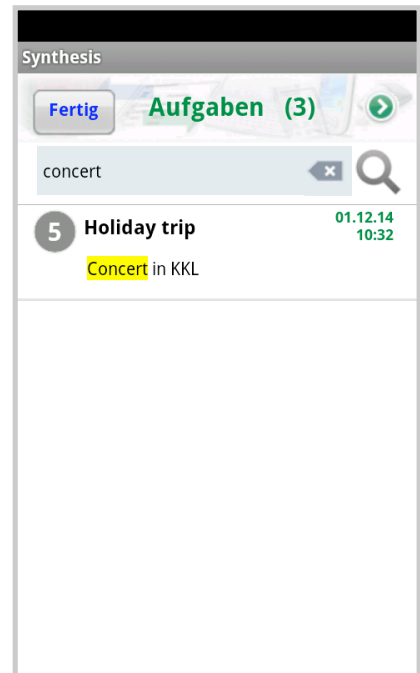 Synthesis
Fertig Aufgaben (3)
concert
5 Holiday trip 01.12.14
10:32
Concert in KKL